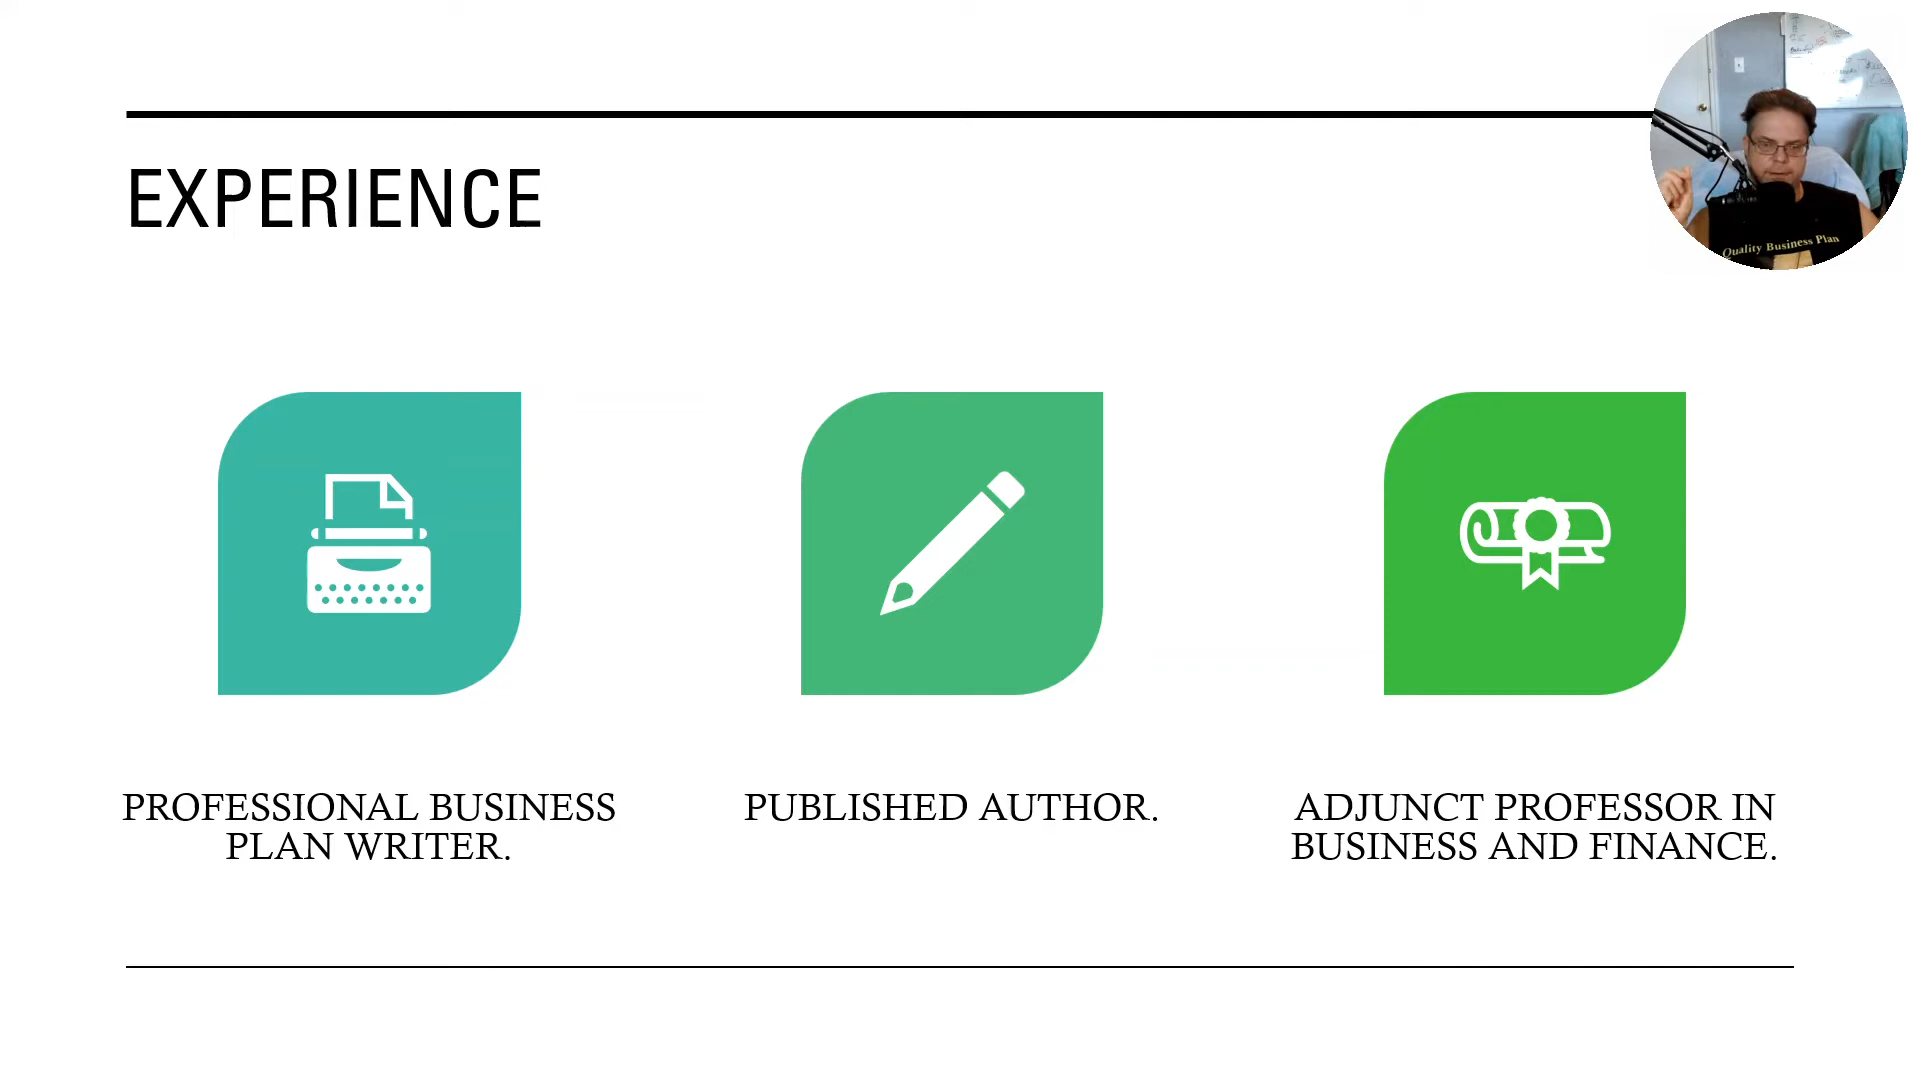 EXPERIENCE
Quality Business Plan
PROFESSIONAL BUSINESS
PLAN WRITER.
PUBLISHED AUTHOR.
ADJUNCT PROFESSOR IN
BUSINESS AND FINANCE.